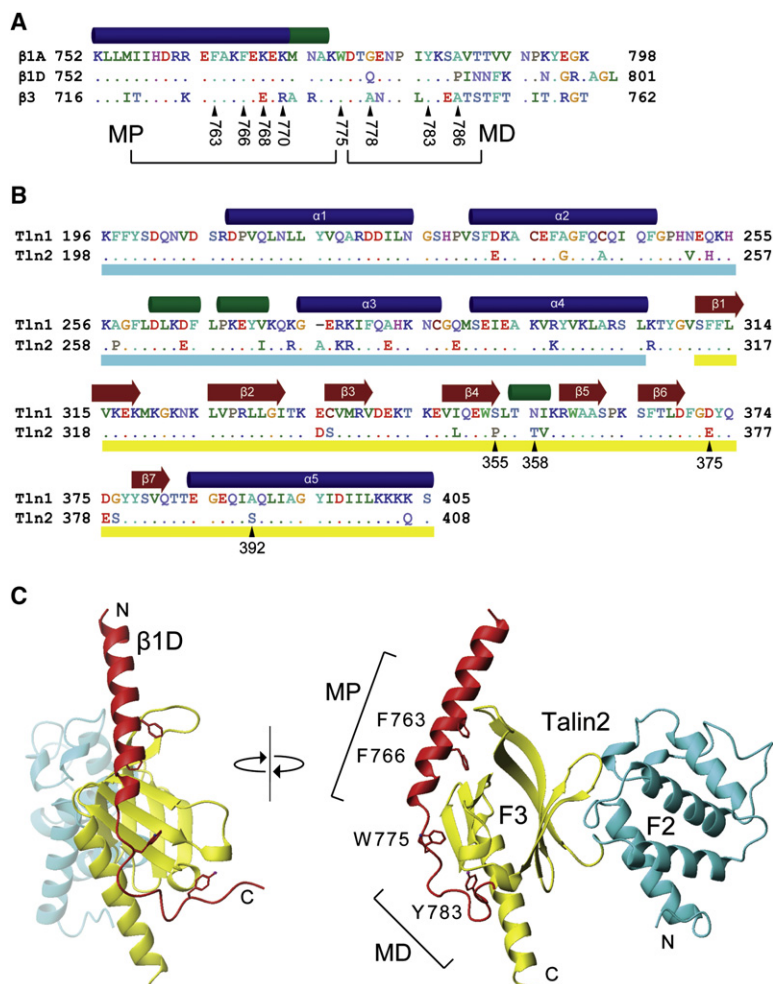 A
β1A 752 KLLMIIHDRR EFAKFEKEKM NAKWDTGENP IYKSAVTTVV NPKYEGK 798
β1D 752 .......... .......... ......Q... ....PINNFK ..N.GR.AGL 801
β3 716 ...IT....K ......E.RA R.....AN.. L..EATSTFT .IT.RGT 762
763 766 768 770 775 778 783 786
MP MD
B
α1 α2
Tln1 196 KFFYSDQNVD SRDPVQLNLL YVQARDDILN GSHPVSFDKA CEFAGFQCQI QFGPHNEQKH 255
Tln2 198 .......... .......... .......... .......E.. ...G...A.. .....V.H.. 257
α3 α4 β1
Tln1 256 KAGFLDLKDF LPKEYVKQKG -ERKIFQAHK NCGQMSEIEA KVRYVKLARS LKTYGVSFFL 314
Tln2 258 .P......E. ......I..R A.KR...E.. ....E..... ..K....... .......... 317
β2 β3 β4 β5 β6
Tln1 315 VKEKMKGKNK LVPRLLGITK ECVMRVDEKT KEVIQEWSLT NIKRWAASPK SFTLDFGDYQ 374
Tln2 318 .......... .......... DS........ ...L...P.. TV........ .......E.. 377
355 358 375
β7 α5
Tln1 375 DGYYSVQTTE GEQIAQLIAG YIDIILKKKK S 405
Tln2 378 ES........ .....S.... ........Q. . 408
392
C
N
β1D
C
MP
F763
F766
W775
Y783
MD
Talin2
F3
F2
N
C